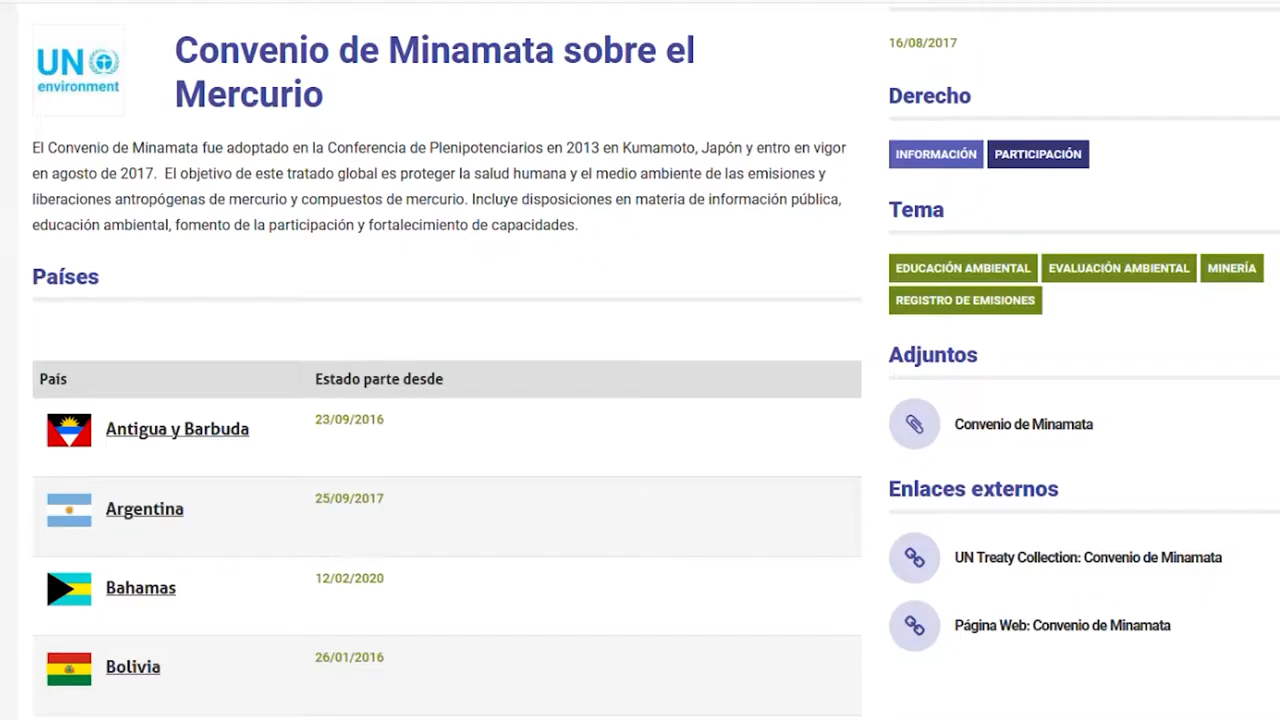 UN
environment
Convenio de Minamata sobre el
Mercurio
El Convenio de Minamata fue adoptado en la Conferencia de Plenipotenciarios en 2013 en Kumamoto, Japón y entro en vigor
en agosto de 2017. El objetivo de este tratado global es proteger la salud humana y el medio ambiente de las emisiones y
liberaciones antropógenas de mercurio y compuestos de mercurio. Incluye disposiciones en materia de información pública,
educación ambiental, fomento de la participación y fortalecimiento de capacidades.
Países
País Estado parte desde
Antigua y Barbuda 23/09/2016
Argentina 25/09/2017
Bahamas 12/02/2020
Bolivia 26/01/2016
16/08/2017
Derecho
INFORMACIÓN PARTICIPACIÓN
Tema
EDUCACIÓN AMBIENTAL EVALUACIÓN AMBIENTAL MINERÍA
REGISTRO DE EMISIONES
Adjuntos
Convenio de Minamata
Enlaces externos
UN Treaty Collection: Convenio de Minamata
Página Web: Convenio de Minamata